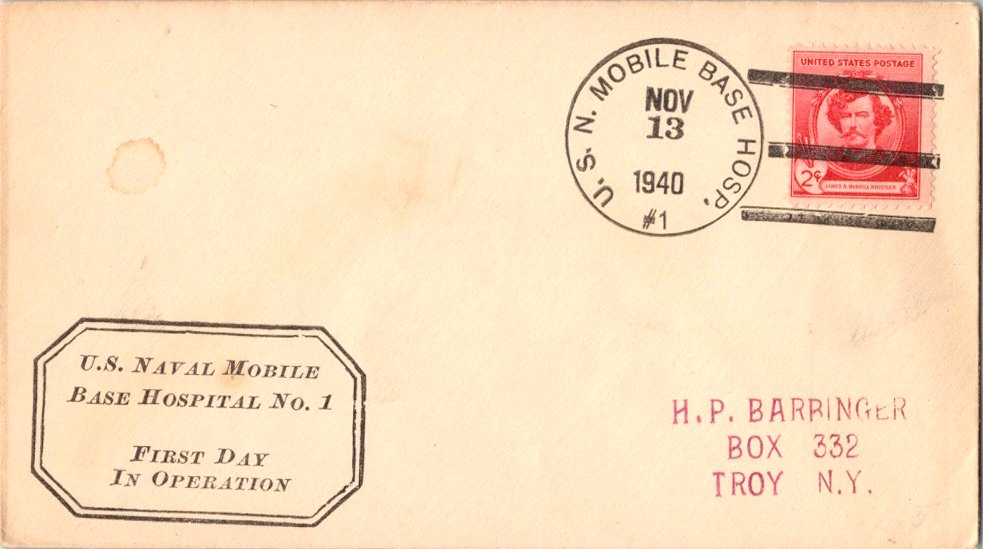 U. S. N. MOBILE BASE HOSP.
NOV
13
1940
#1
UNITED STATES POSTAGE
2¢
JAMES A. MCNEILL WHISTLER
U.S. NAVAL MOBILE
BASE HOSPITAL NO. 1
FIRST DAY
IN OPERATION
H.P. BARRINGER
BOX 332
TROY N.Y.